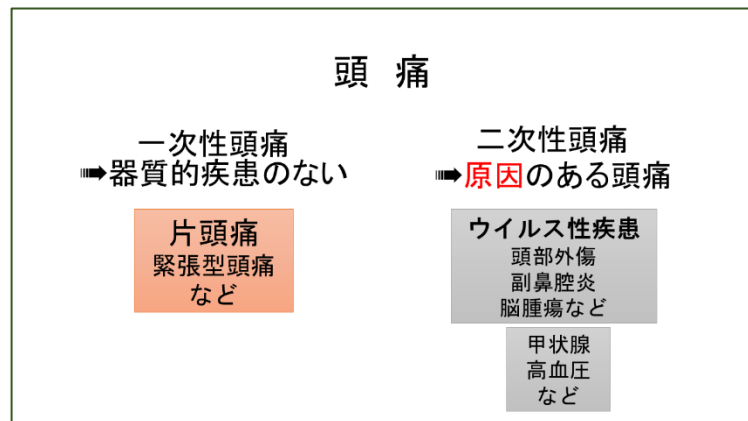 頭 痛
一次性頭痛
➠器質的疾患のない
片頭痛
緊張型頭痛
など
二次性頭痛
➠原因のある頭痛
ウイルス性疾患
頭部外傷
副鼻腔炎
脳腫瘍など
甲状腺
高血圧
など